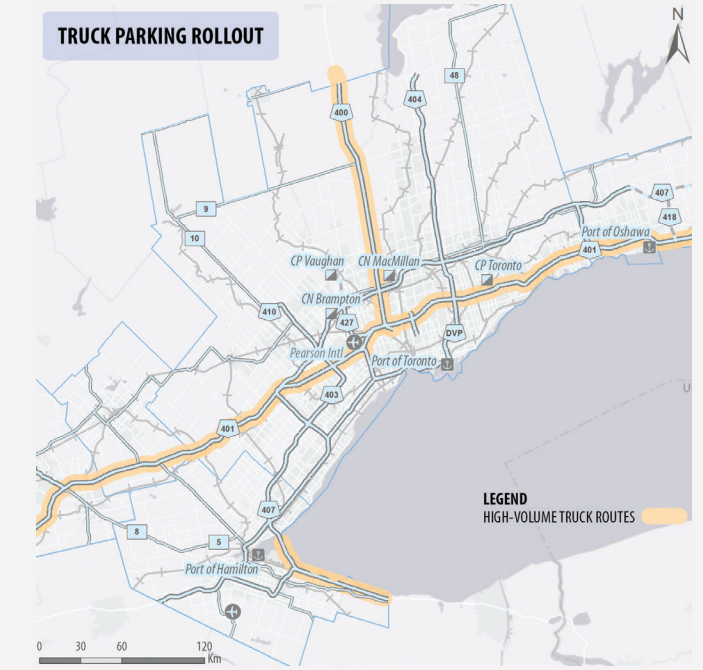 TRUCK PARKING ROLLOUT
N
48
404
400
407
9
418
10
Port of Oshawa
401
CP Vaughan
CN MacMillan
CP Toronto
CN Brampton
410
427
DVP
Pearson Intl
Port of Toronto
U
403
401
LEGEND
407
HIGH-VOLUME TRUCK ROUTES
8
5
Port of Hamilton
0 30 60 120
Km